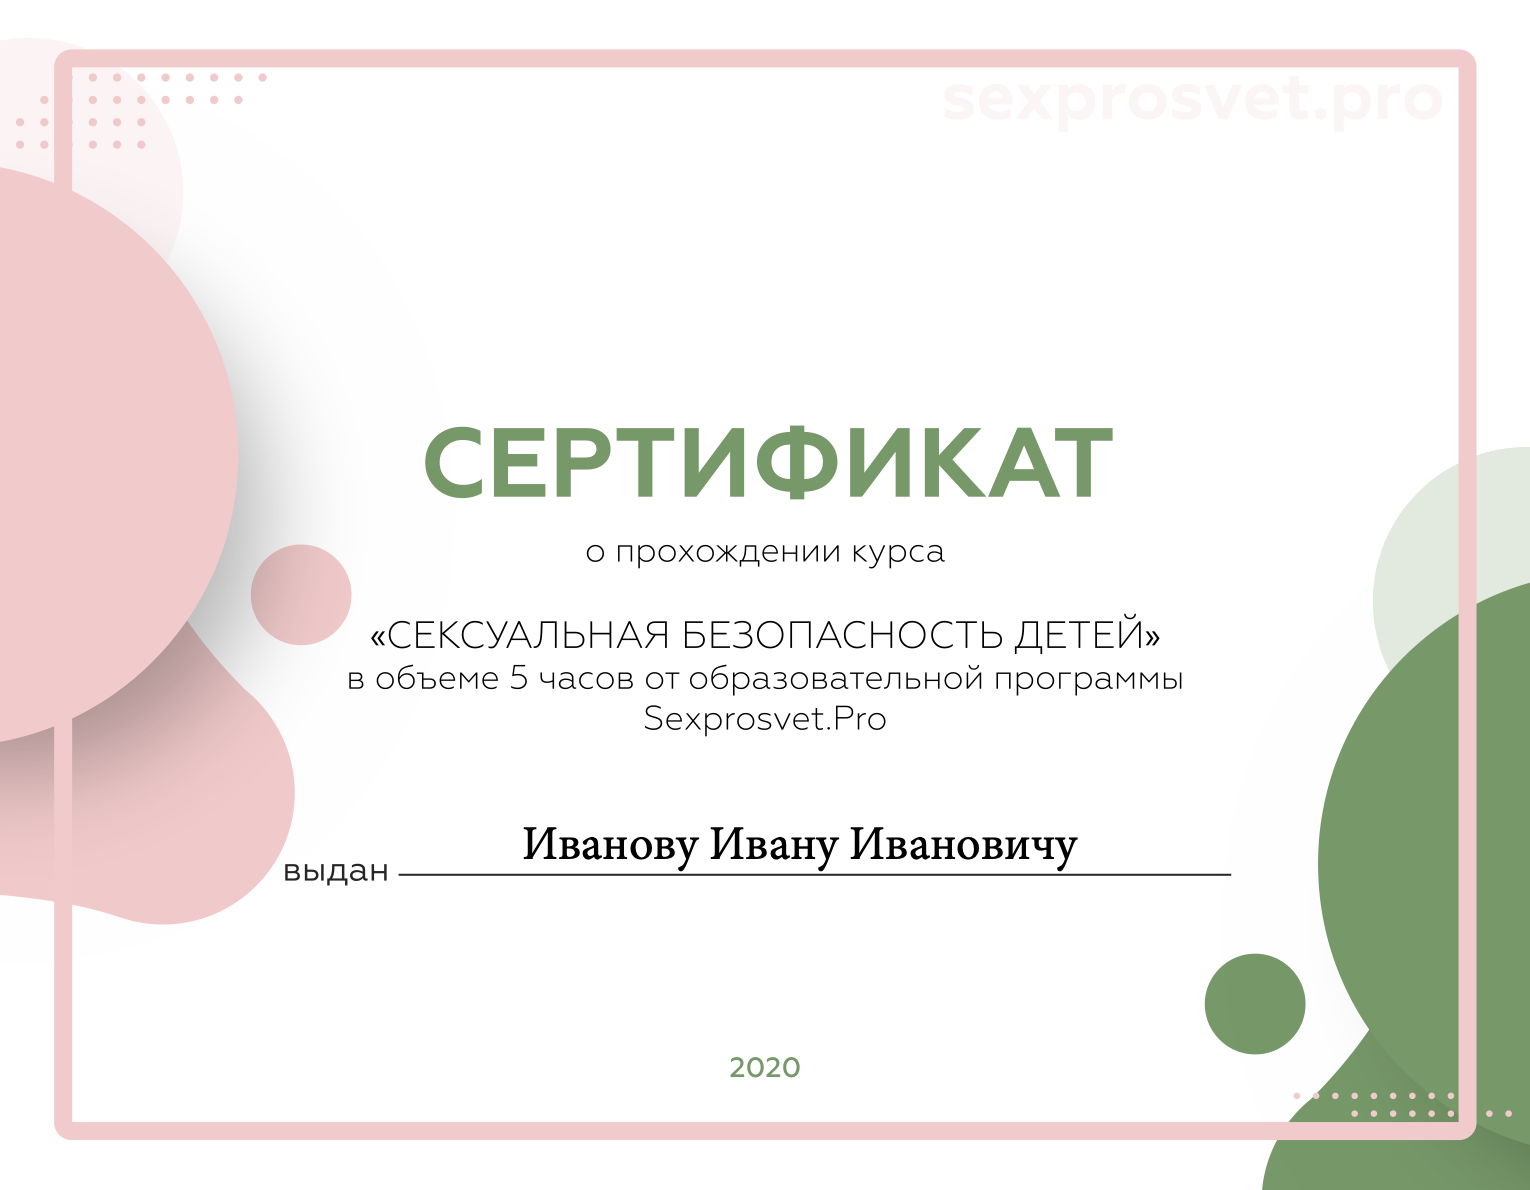 sexprosvet.pro
СЕРТИФИКАТ
о прохождении курса
«СЕКСУАЛЬНАЯ БЕЗОПАСНОСТЬ ДЕТЕЙ»
в объеме 5 часов от образовательной программы
Sexprosvet.Pro
Иванову Ивану Ивановичу
выдан
2020